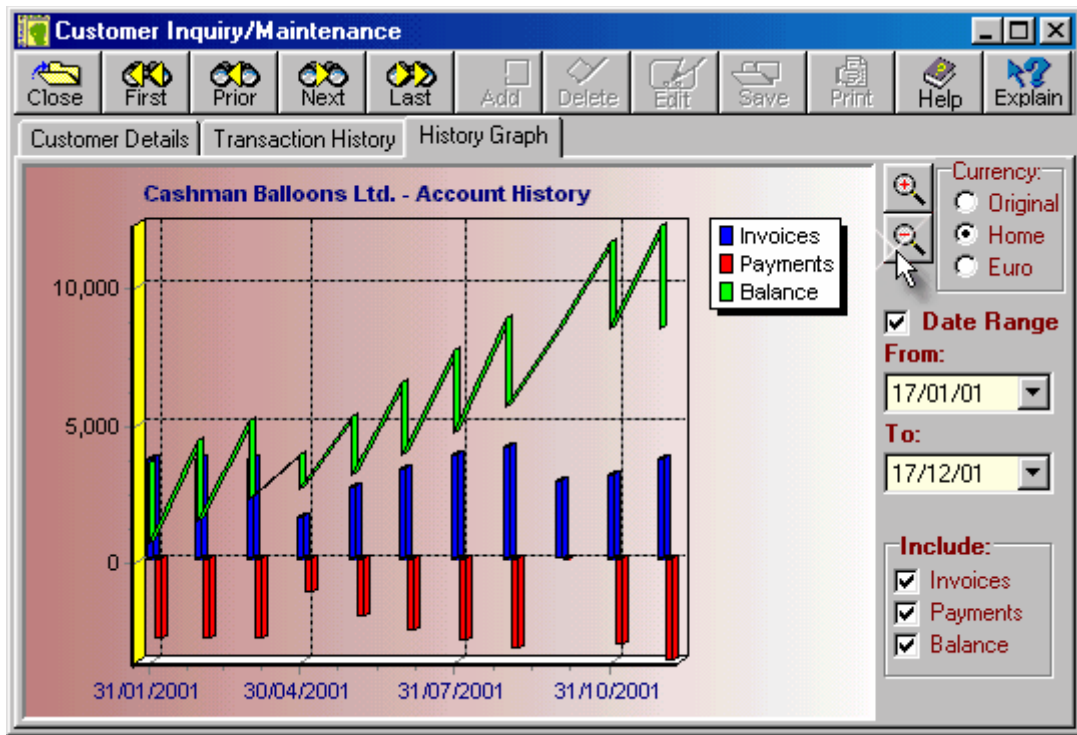 Customer Inquiry/Maintenance
Close First Prior Next Last Add Delete Edit Save Print Help Explain
Customer Details Transaction History History Graph
Cashman Balloons Ltd. - Account History
Invoices
Payments
Balance
10,000
5,000
0
31/01/2001 30/04/2001 31/07/2001 31/10/2001
Currency:
Original
Home
Euro
Date Range
From:
17/01/01
To:
17/12/01
Include:
Invoices
Payments
Balance